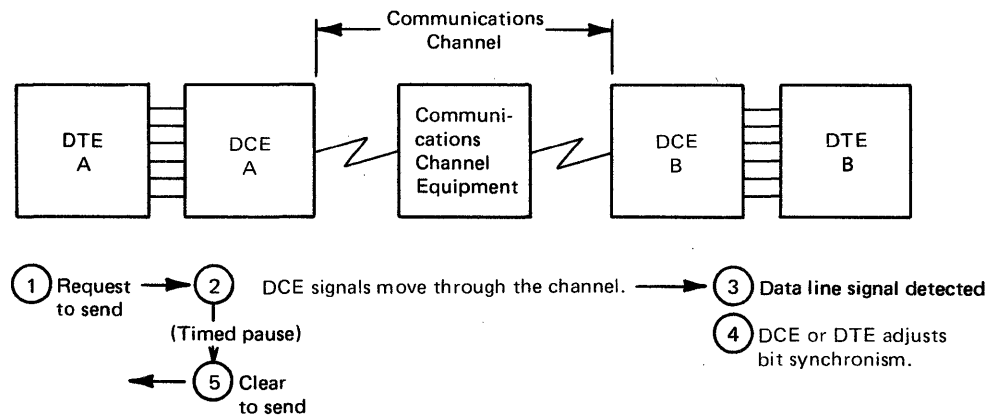 Communications
Channel
DTE
A
DCE
A
Communi-
cations
Channel
Equipment
DCE
B
DTE
B
1 Request
to send
2 DCE signals move through the channel.
3 Data line signal detected
(Timed pause)
4 DCE or DTE adjusts
bit synchronism.
5 Clear
to send